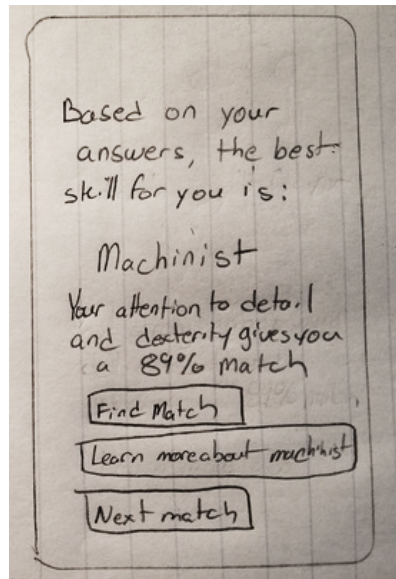 Based on your
answers, the best
skill for you is:
Machinist
Your attention to detail
and dexterity gives you
a 89% match
Find Match
Learn more about machinist
Next match